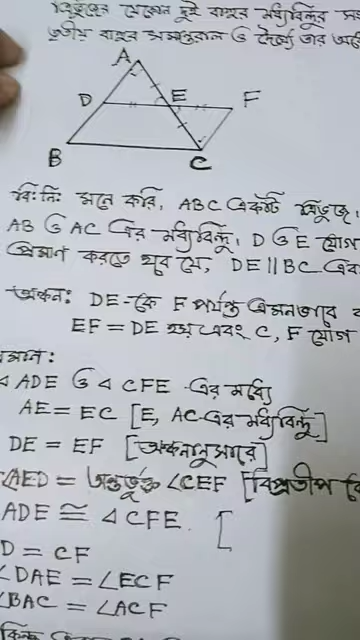 ত্রিভুজের যেকোন দুই বাহুর মধ্যবিন্দুর
তৃতীয় বাহুর সমান্তরাল ও দৈর্ঘ্যে তার
A
D E F
B C
বি:নি: মনে করি, ABC একটি ত্রিভুজ।
AB ও AC এর মধ্যবিন্দু। D ও E যোগ
প্রমাণ করতে হবে যে, DE || BC এবং
অঙ্কন: DE-কে F পর্যন্ত এমনভাবে
EF = DE হয় এবং C, F যোগ
প্রমাণ:
Δ ADE ও Δ CFE এর মধ্যে
AE = EC [E, AC-এর মধ্যবিন্দু]
DE = EF [অঙ্কনানুসারে]
∠AED = অন্তর্ভুক্ত ∠CEF [বিপ্রতীপ
ADE ≅ Δ CFE. [
D = CF
∠DAE = ∠ECF
∠BAC = ∠ACF